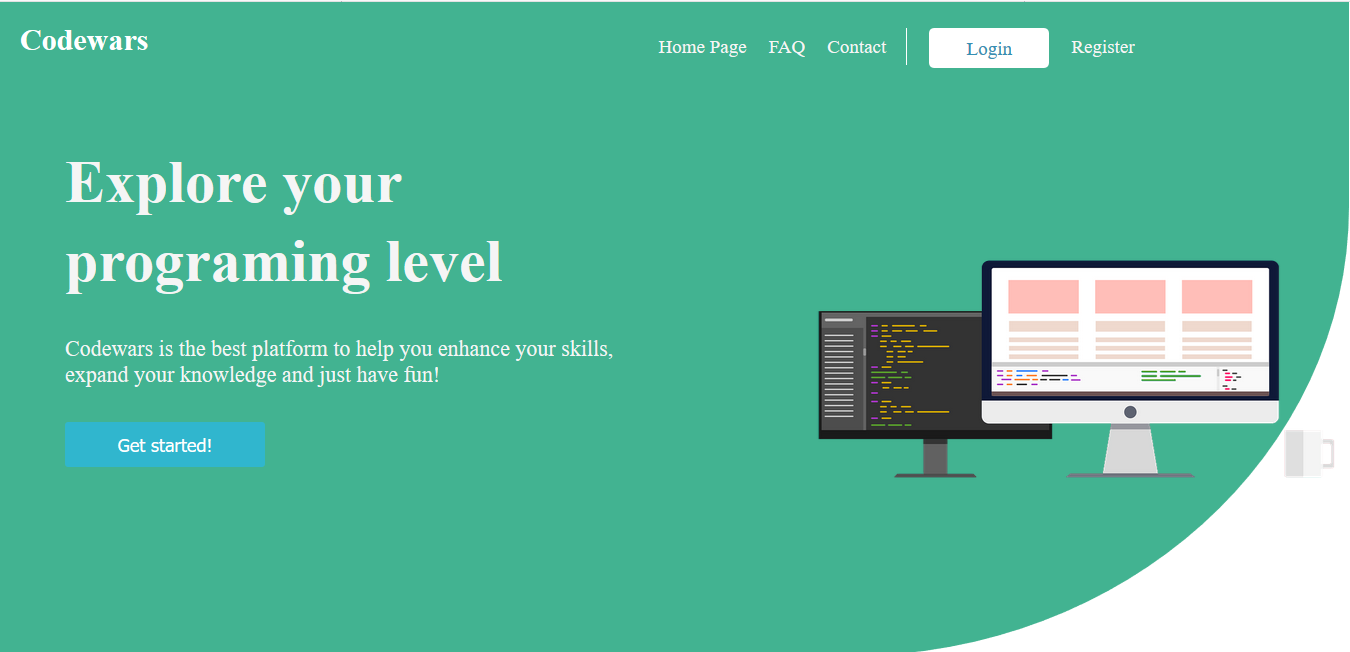 Codewars
Home Page FAQ Contact Login Register
Explore your
programing level
Codewars is the best platform to help you enhance your skills,
expand your knowledge and just have fun!
Get started!